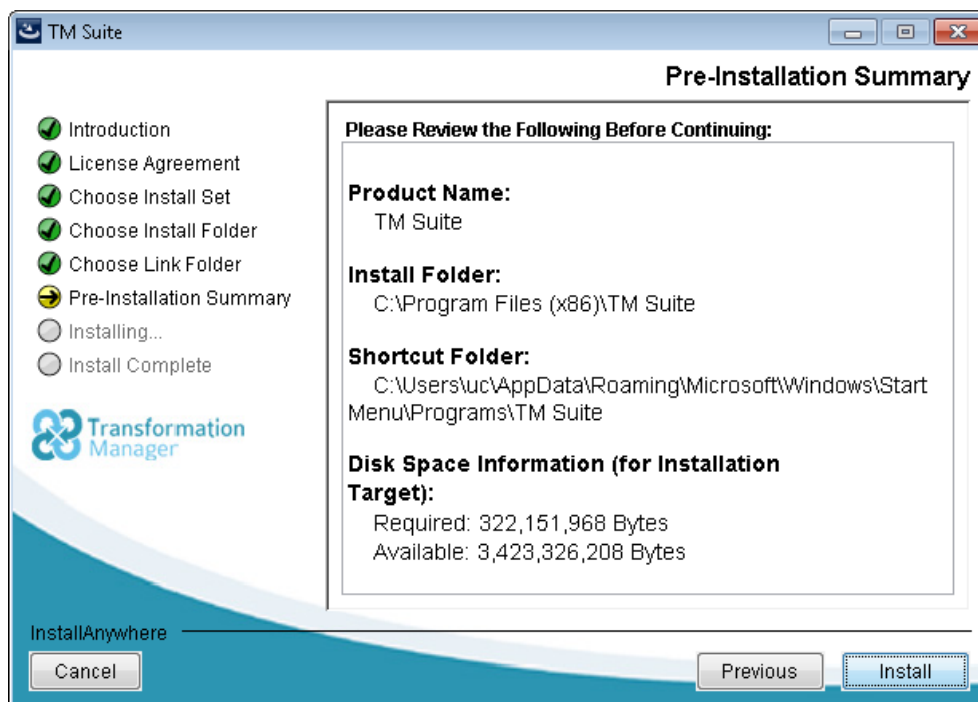 TM Suite
Pre-Installation Summary
Introduction
License Agreement
Choose Install Set
Choose Install Folder
Choose Link Folder
Pre-Installation Summary
Installing...
Install Complete
Transformation
Manager
Please Review the Following Before Continuing:
Product Name:
TM Suite
Install Folder:
C:\Program Files (x86)\TM Suite
Shortcut Folder:
C:\Users\uc\AppData\Roaming\Microsoft\Windows\Start
Menu\Programs\TM Suite
Disk Space Information (for Installation
Target):
Required: 322,151,968 Bytes
Available: 3,423,326,208 Bytes
InstallAnywhere
Cancel
Previous
Install